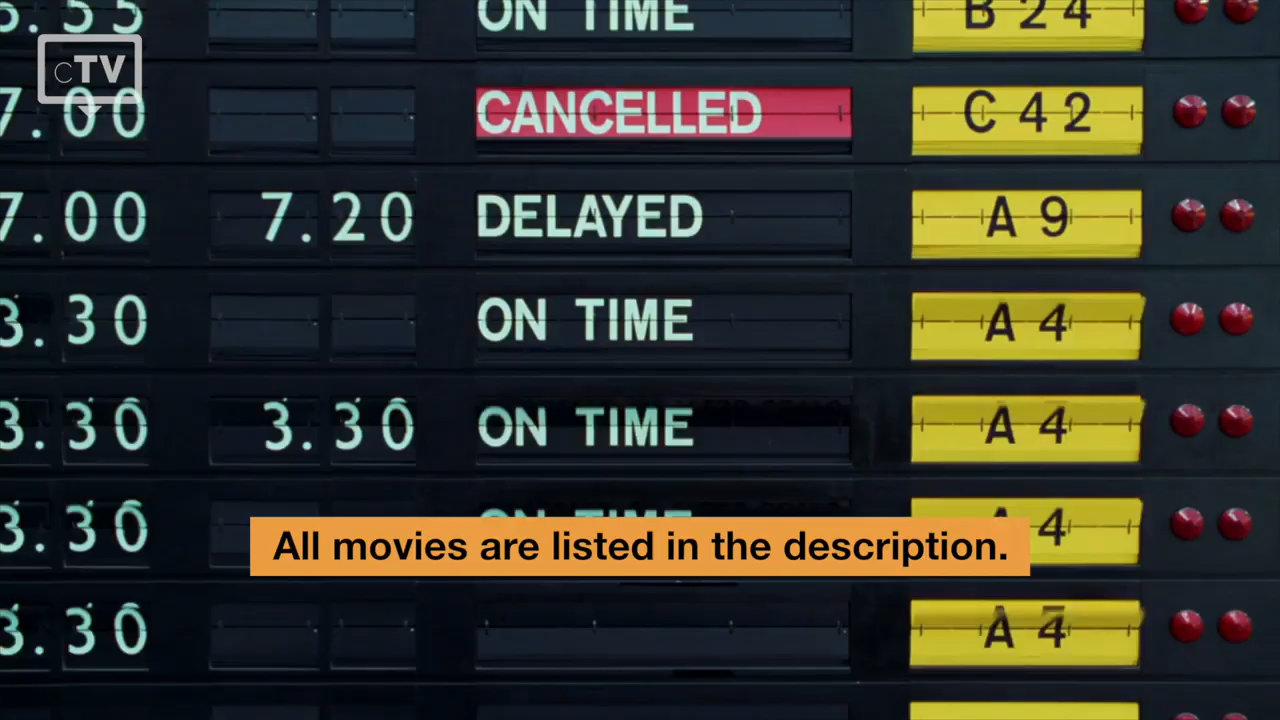 5.55 ON TIME B 24
cTV
7.00 CANCELLED C 42
7.00 7.20 DELAYED A 9
3.30 ON TIME A 4
3.30 3.30 ON TIME A 4
3.30 ON TIME A 4
All movies are listed in the description.
3.30 A 4